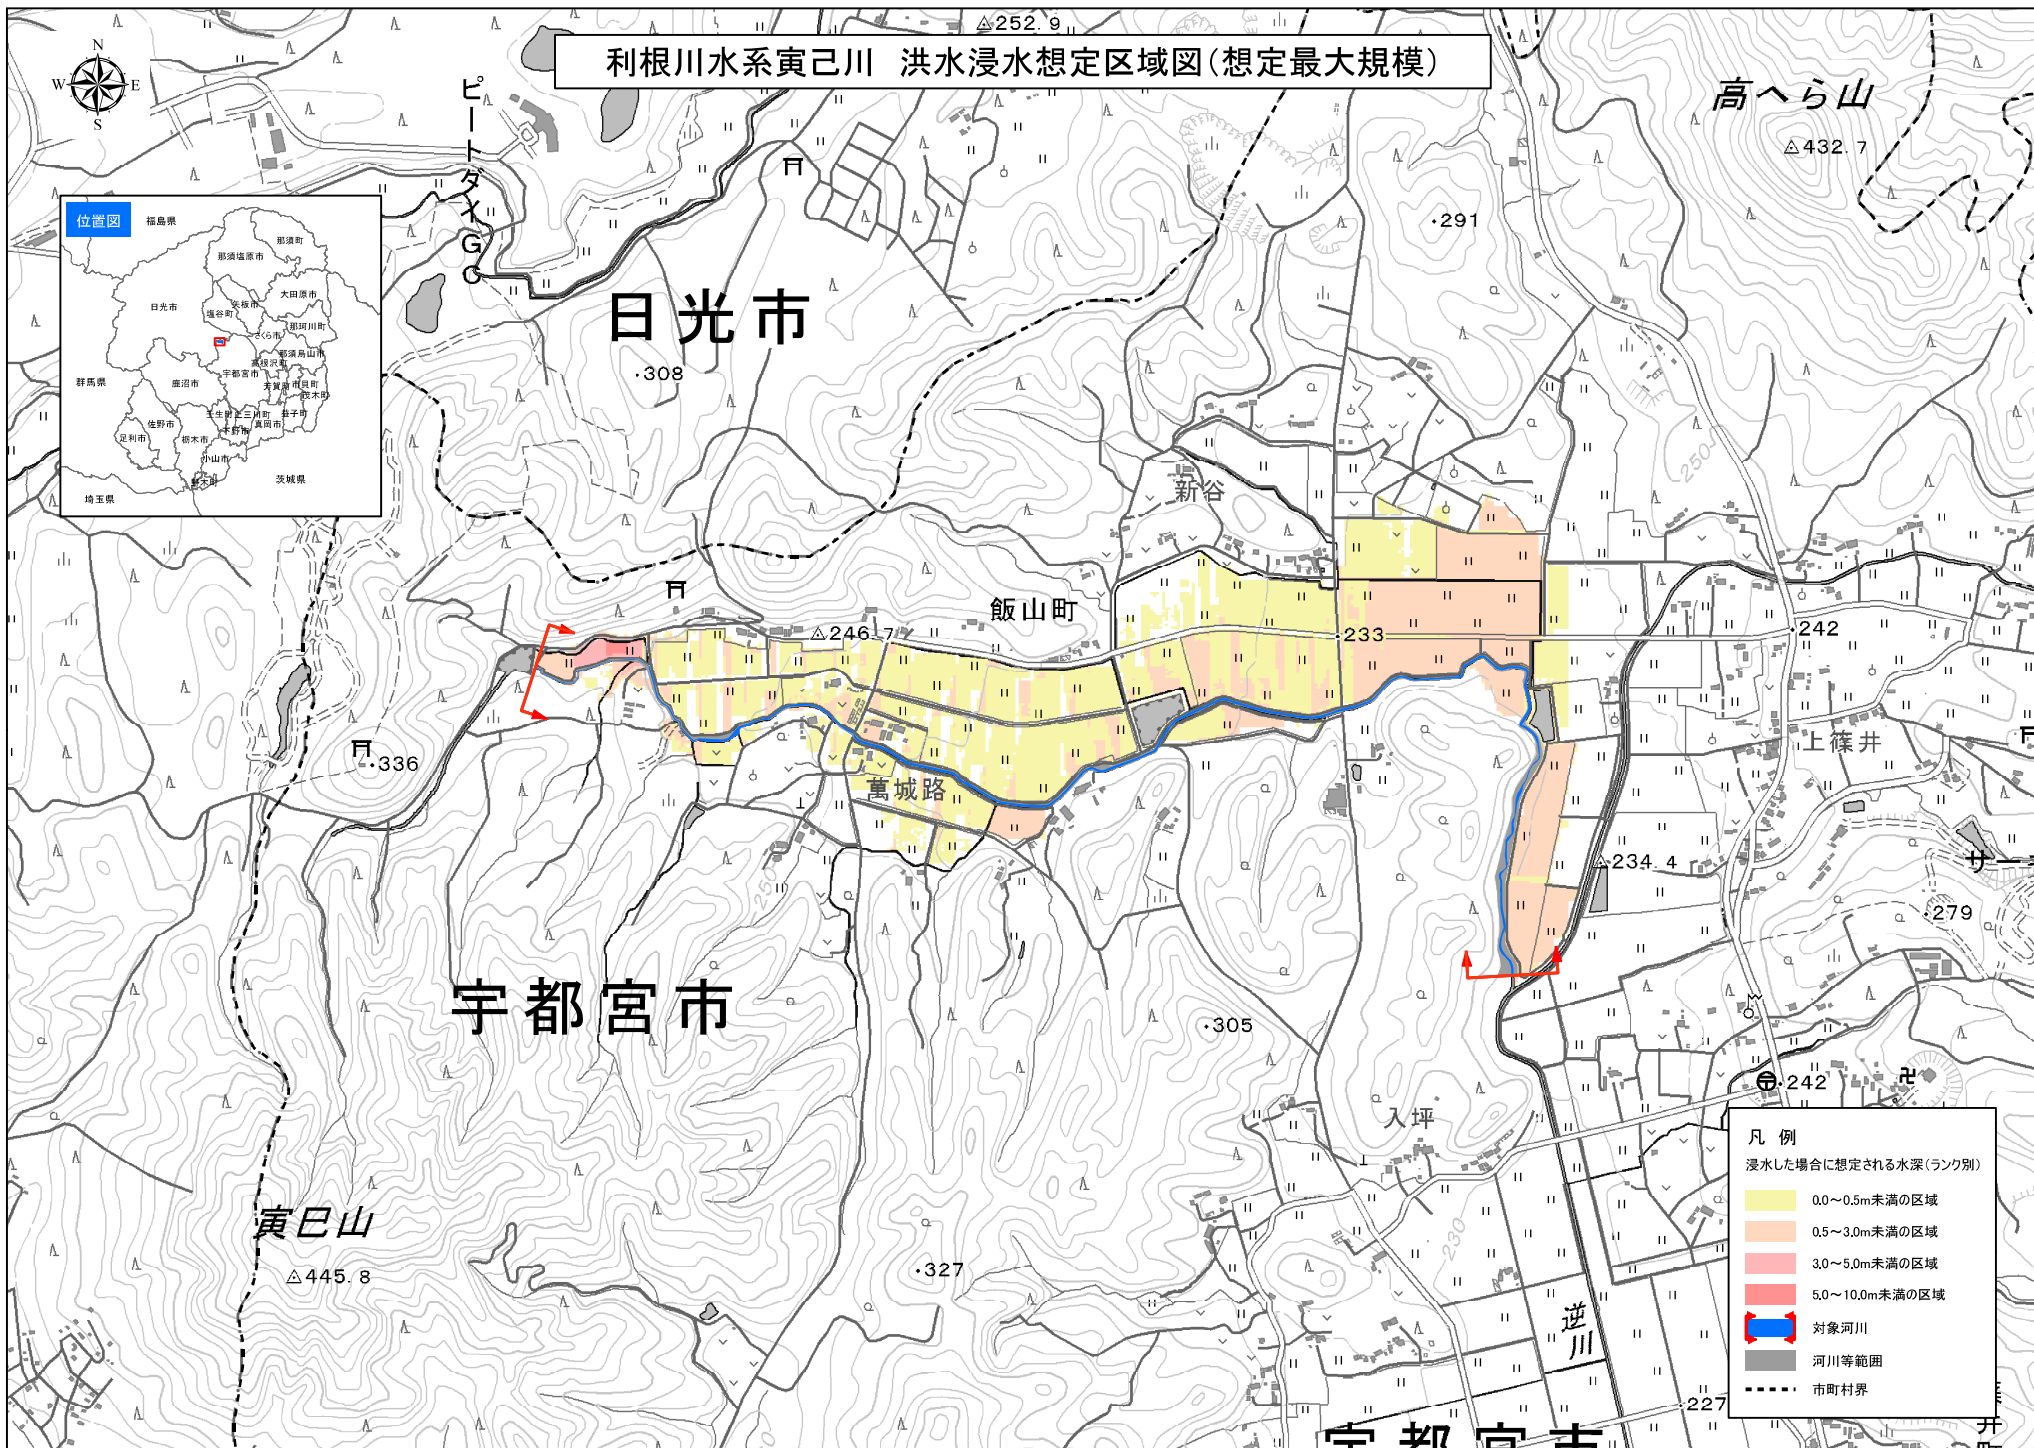 利根川水系寅己川 洪水浸水想定区域図(想定最大規模)
N
W
E
S
252.9
ピートダイGC
高へら山
432.7
291
位置図
福島県
那須町
那須塩原市
日光市
矢板市
大田原市
塩谷町
さくら市
那珂川町
那須烏山市
高根沢町
宇都宮市
群馬県
鹿沼市
芳賀町
市貝町
茂木町
壬生町
上三川町
益子町
真岡市
下野市
佐野市
足利市
栃木市
小山市
野木町
茨城県
埼玉県
日光市
308
250
新谷
飯山町
246.7
233
242
336
上篠井
萬城路
250
234.4
サー
279
宇都宮市
305
242
入坪
寅巳山
445.8
327
230
逆川
227
宇都宮市
井
凡 例
浸水した場合に想定される水深(ランク別)
0.0～0.5m未満の区域
0.5～3.0m未満の区域
3.0～5.0m未満の区域
5.0～10.0m未満の区域
対象河川
河川等範囲
市町村界